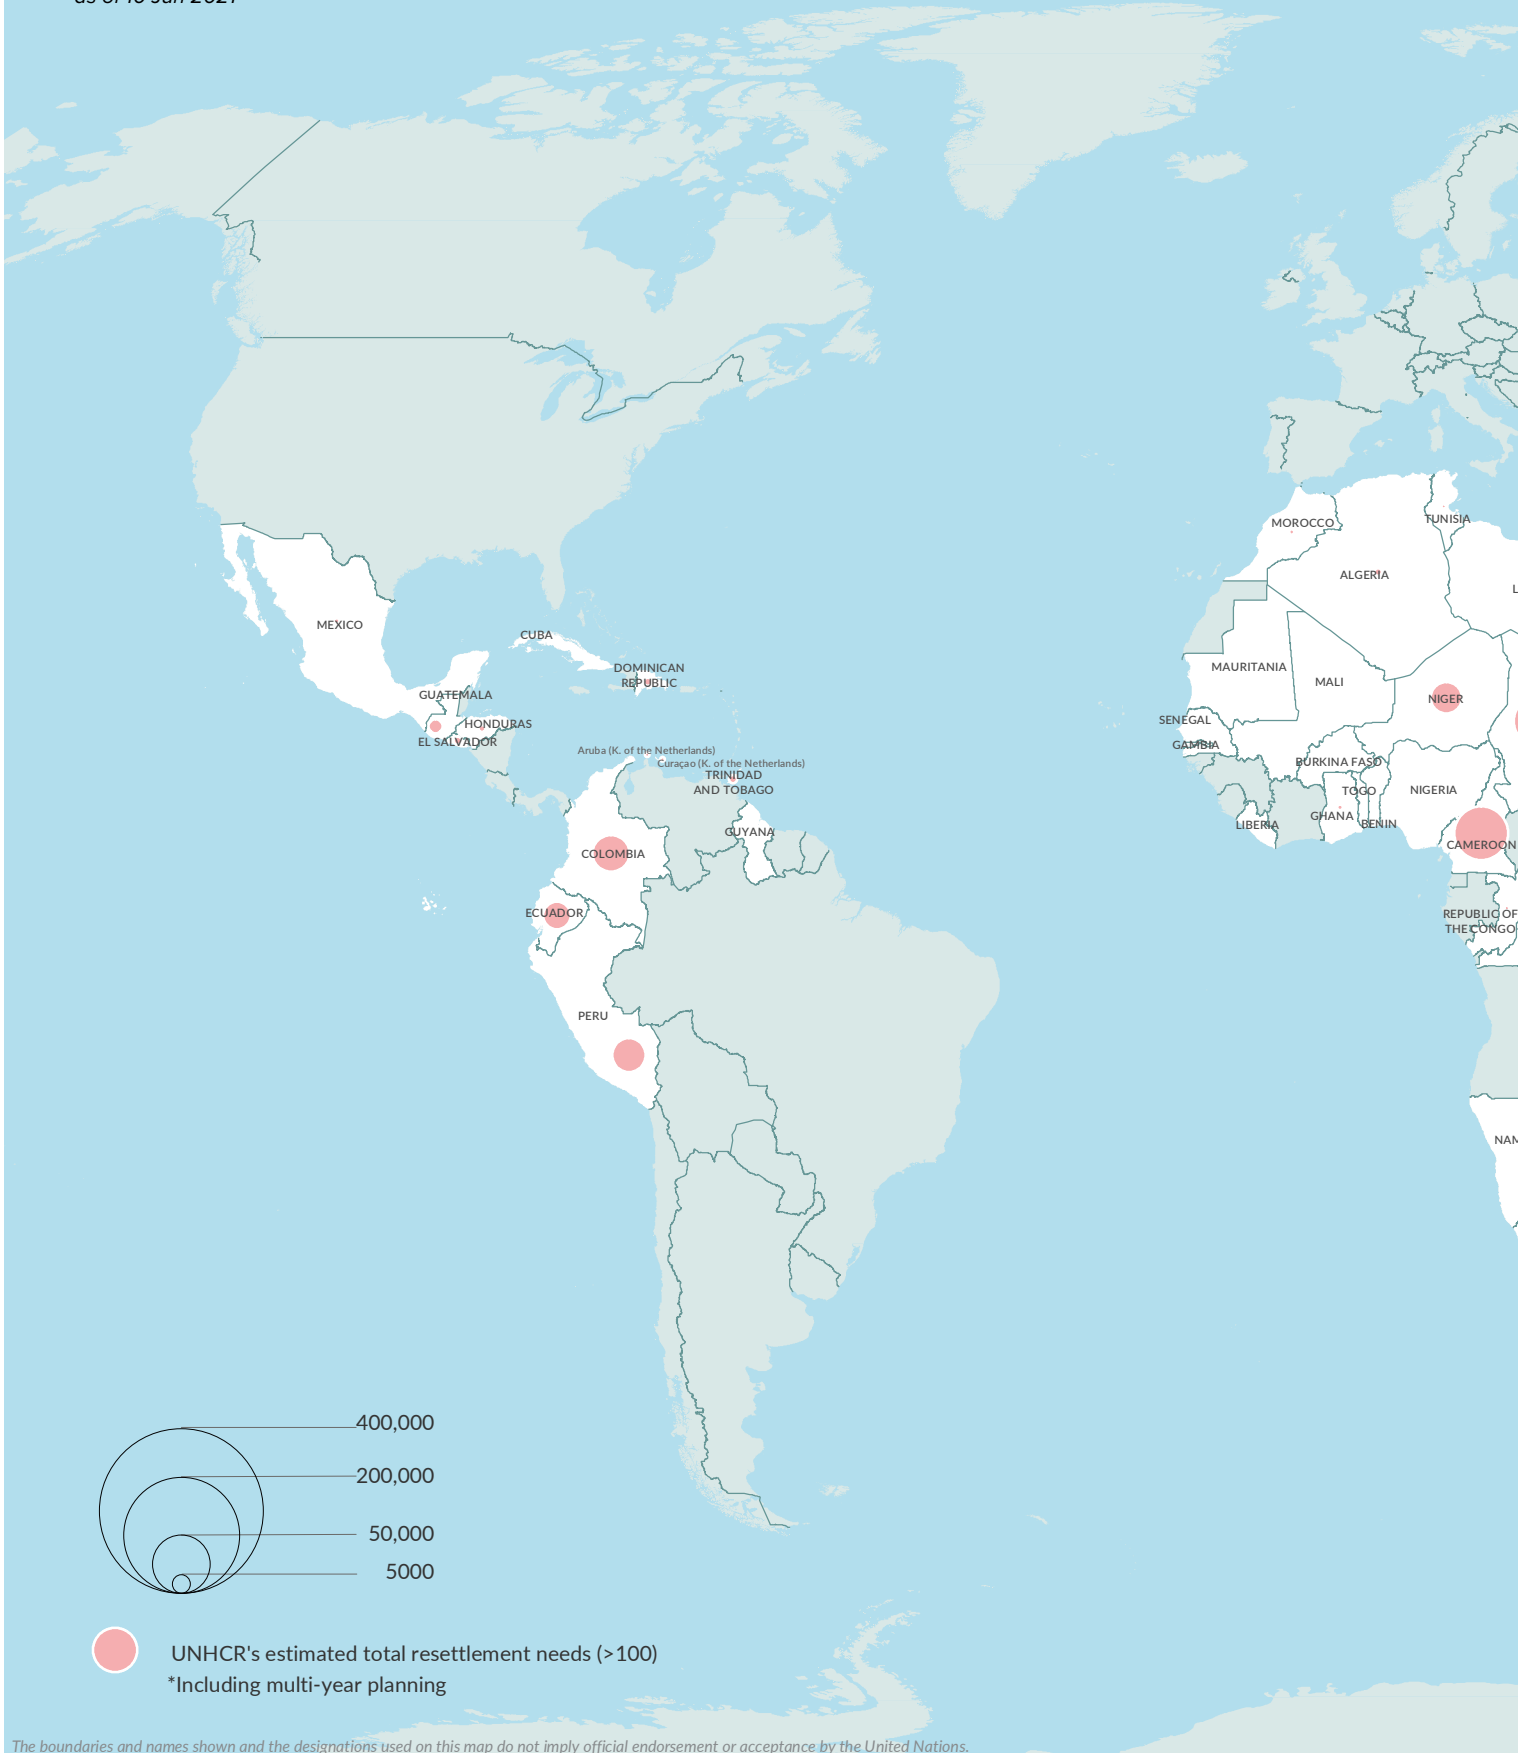 MOROCCO
TUNISIA
ALGERIA
L
MEXICO
CUBA
DOMINICAN
REPUBLIC
MAURITANIA
MALI
GUATEMALA
NIGER
HONDURAS
SENEGAL
EL SALVADOR
GAMBIA
Aruba (K. of the Netherlands)
Curaçao (K. of the Netherlands)
BURKINA FASO
TRINIDAD
AND TOBAGO
TOGO
NIGERIA
GHANA
BENIN
LIBERIA
GUYANA
CAMEROON
COLOMBIA
ECUADOR
REPUBLIC OF
THE CONGO
PERU
NAM
400,000
200,000
50,000
5000
UNHCR's estimated total resettlement needs (>100)
*Including multi-year planning
The boundaries and names shown and the designations used on this map do not imply official endorsement or acceptance by the United Nations.